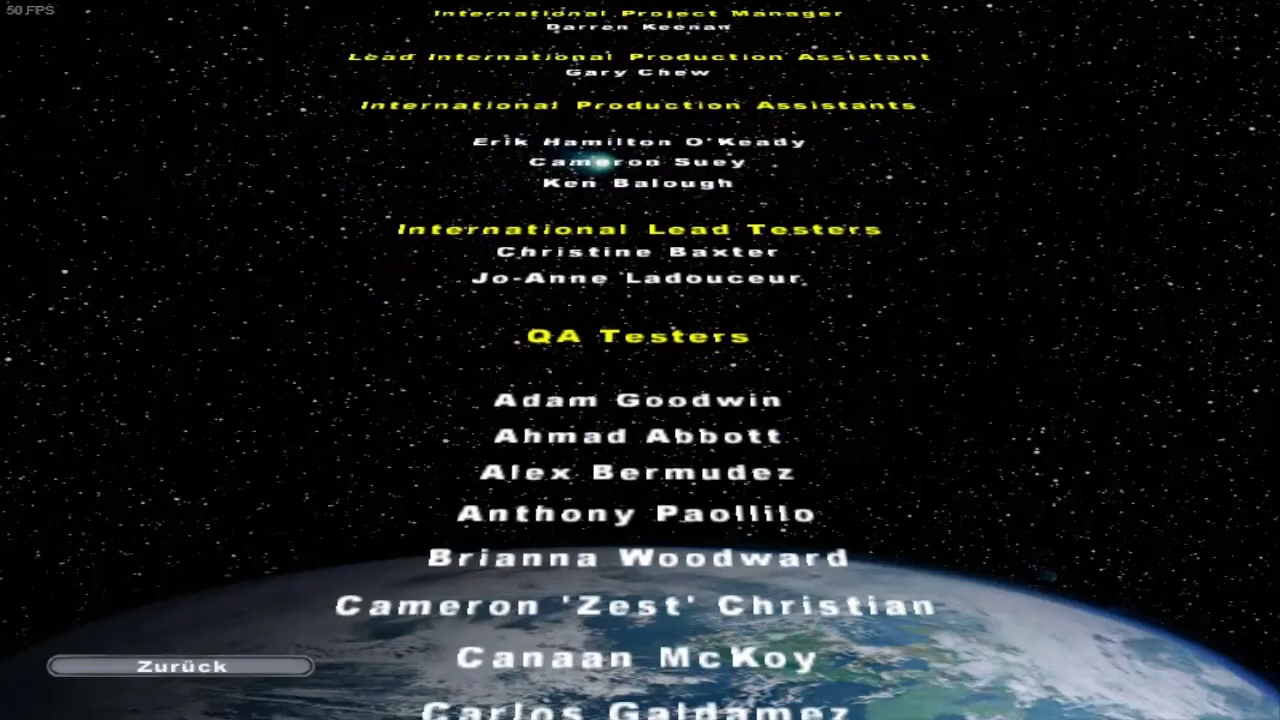 50 FPS
International Project Manager
Darren Keenan
Lead International Production Assistant
Gary Chew
International Production Assistants
Erik Hamilton O'Keady
Cameron Suey
Ken Balough
International Lead Testers
Christine Baxter
Jo-Anne Ladouceur
QA Testers
Adam Goodwin
Ahmad Abbott
Alex Bermudez
Anthony Paollilo
Brianna Woodward
Cameron 'Zest' Christian
Canaan McKoy
Zurück
Carlos Galdamez